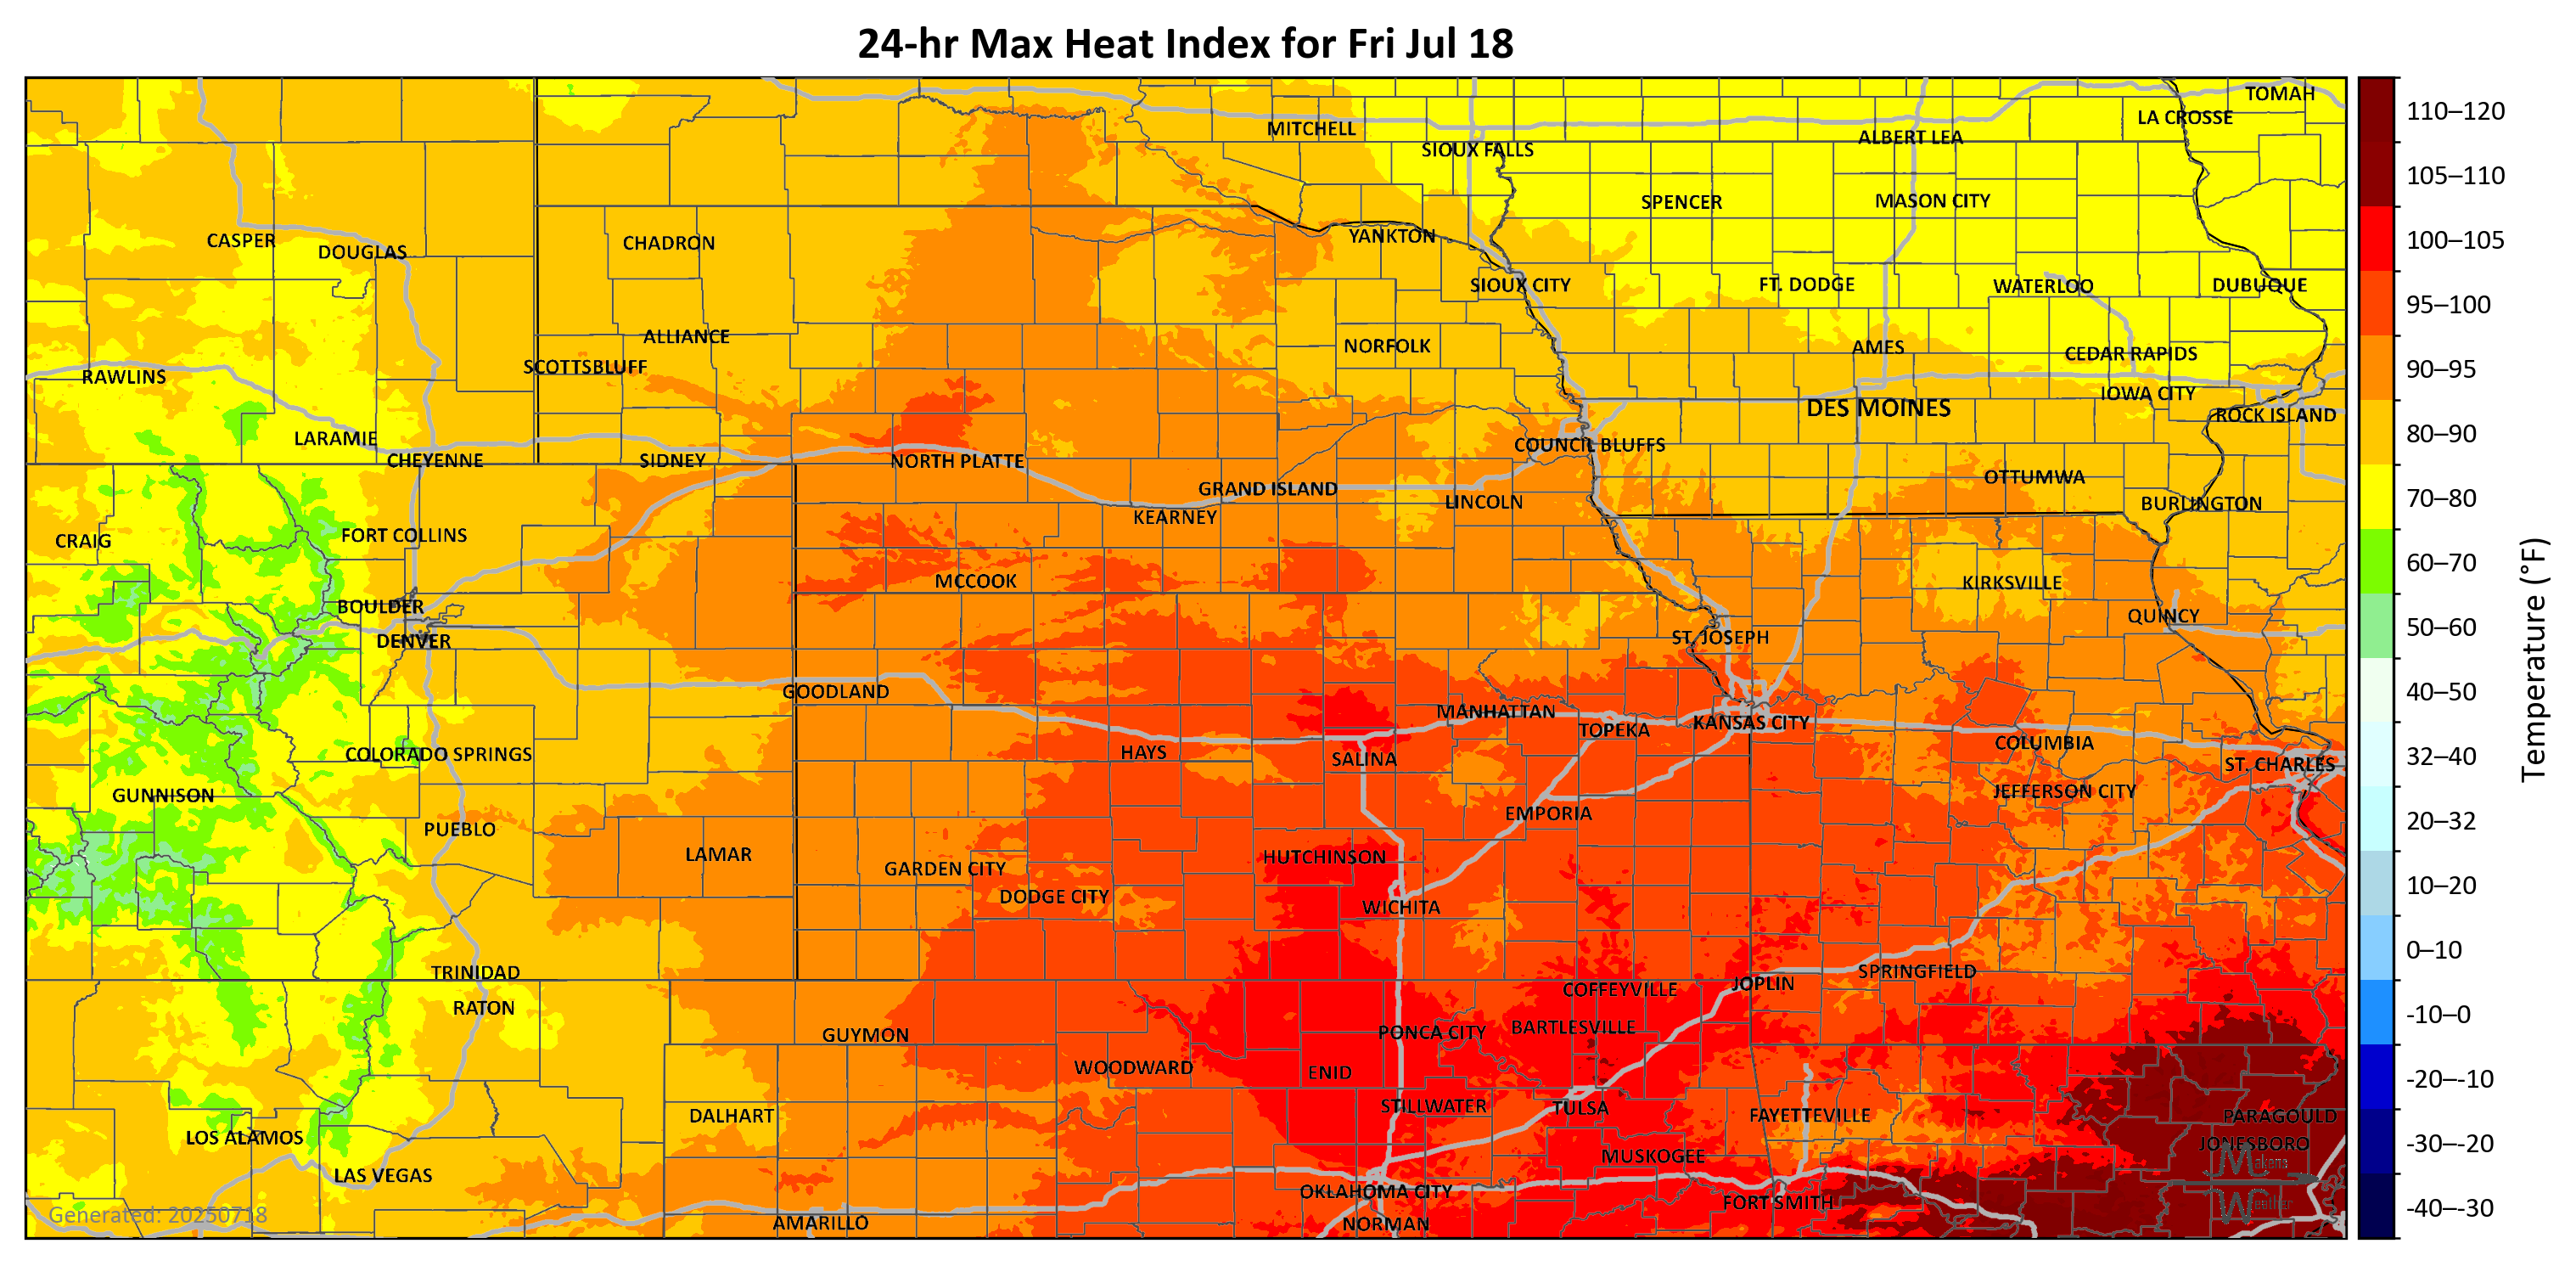 24-hr Max Heat Index for Fri Jul 18
TOMAH
LA CROSSE
MITCHELL
ALBERT LEA
SIOUX FALLS
SPENCER
MASON CITY
CASPER
DOUGLAS
CHADRON
YANKTON
SIOUX CITY
FT. DODGE
WATERLOO
DUBUQUE
ALLIANCE
NORFOLK
AMES
CEDAR RAPIDS
SCOTTSBLUFF
RAWLINS
IOWA CITY
DES MOINES
ROCK ISLAND
LARAMIE
COUNCIL BLUFFS
CHEYENNE
SIDNEY
NORTH PLATTE
OTTUMWA
GRAND ISLAND
LINCOLN
BURLINGTON
KEARNEY
FORT COLLINS
CRAIG
MCCOOK
KIRKSVILLE
BOULDER
QUINCY
DENVER
ST. JOSEPH
GOODLAND
MANHATTAN
KANSAS CITY
TOPEKA
COLUMBIA
COLORADO SPRINGS
HAYS
SALINA
ST. CHARLES
GUNNISON
JEFFERSON CITY
EMPORIA
PUEBLO
LAMAR
HUTCHINSON
GARDEN CITY
DODGE CITY
WICHITA
TRINIDAD
SPRINGFIELD
JOPLIN
COFFEYVILLE
RATON
GUYMON
PONCA CITY
BARTLESVILLE
WOODWARD
ENID
STILLWATER
TULSA
DALHART
FAYETTEVILLE
PARAGOULD
LOS ALAMOS
JONESBORO
MUSKOGEE
Makens
LAS VEGAS
OKLAHOMA CITY
FORT SMITH
Weather
Generated: 20250718
AMARILLO
NORMAN
110–120
105–110
100–105
95–100
90–95
80–90
70–80
60–70
50–60
40–50
32–40
20–32
10–20
0–10
-10–0
-20–-10
-30–-20
-40–-30
Temperature (°F)